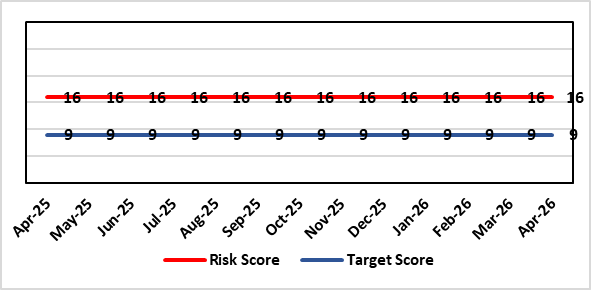 16 16 16 16 16 16 16 16 16 16 16 16 16
9 9 9 9 9 9 9 9 9 9 9 9 9
Apr-25 May-25 Jun-25 Jul-25 Aug-25 Sep-25 Oct-25 Nov-25 Dec-25 Jan-26 Feb-26 Mar-26 Apr-26
Risk Score Target Score